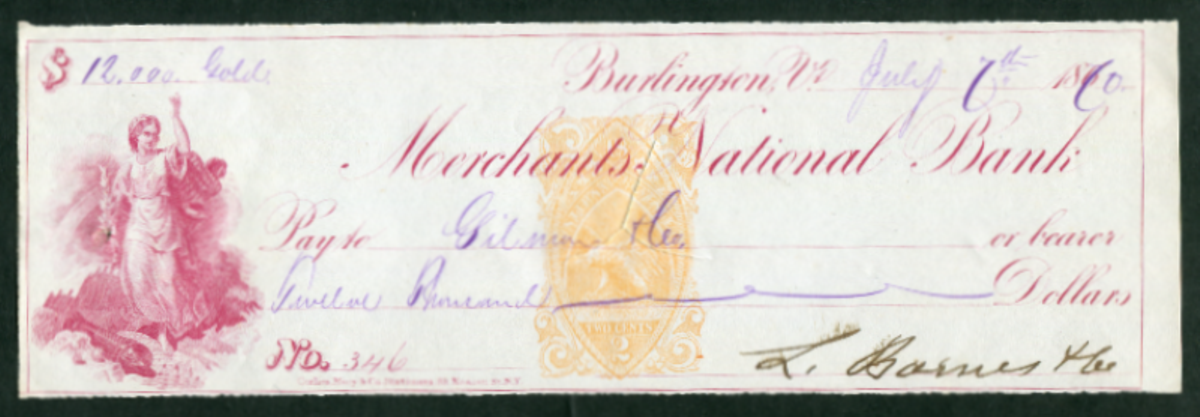 $ 12.000 Gold
Burlington, Vt. July 7th 1870.
Merchants National Bank
Pay to Gilman & Co. or bearer
Twelve Thousand Dollars
No. 346
TWO CENTS
2
L. Barnes & Co